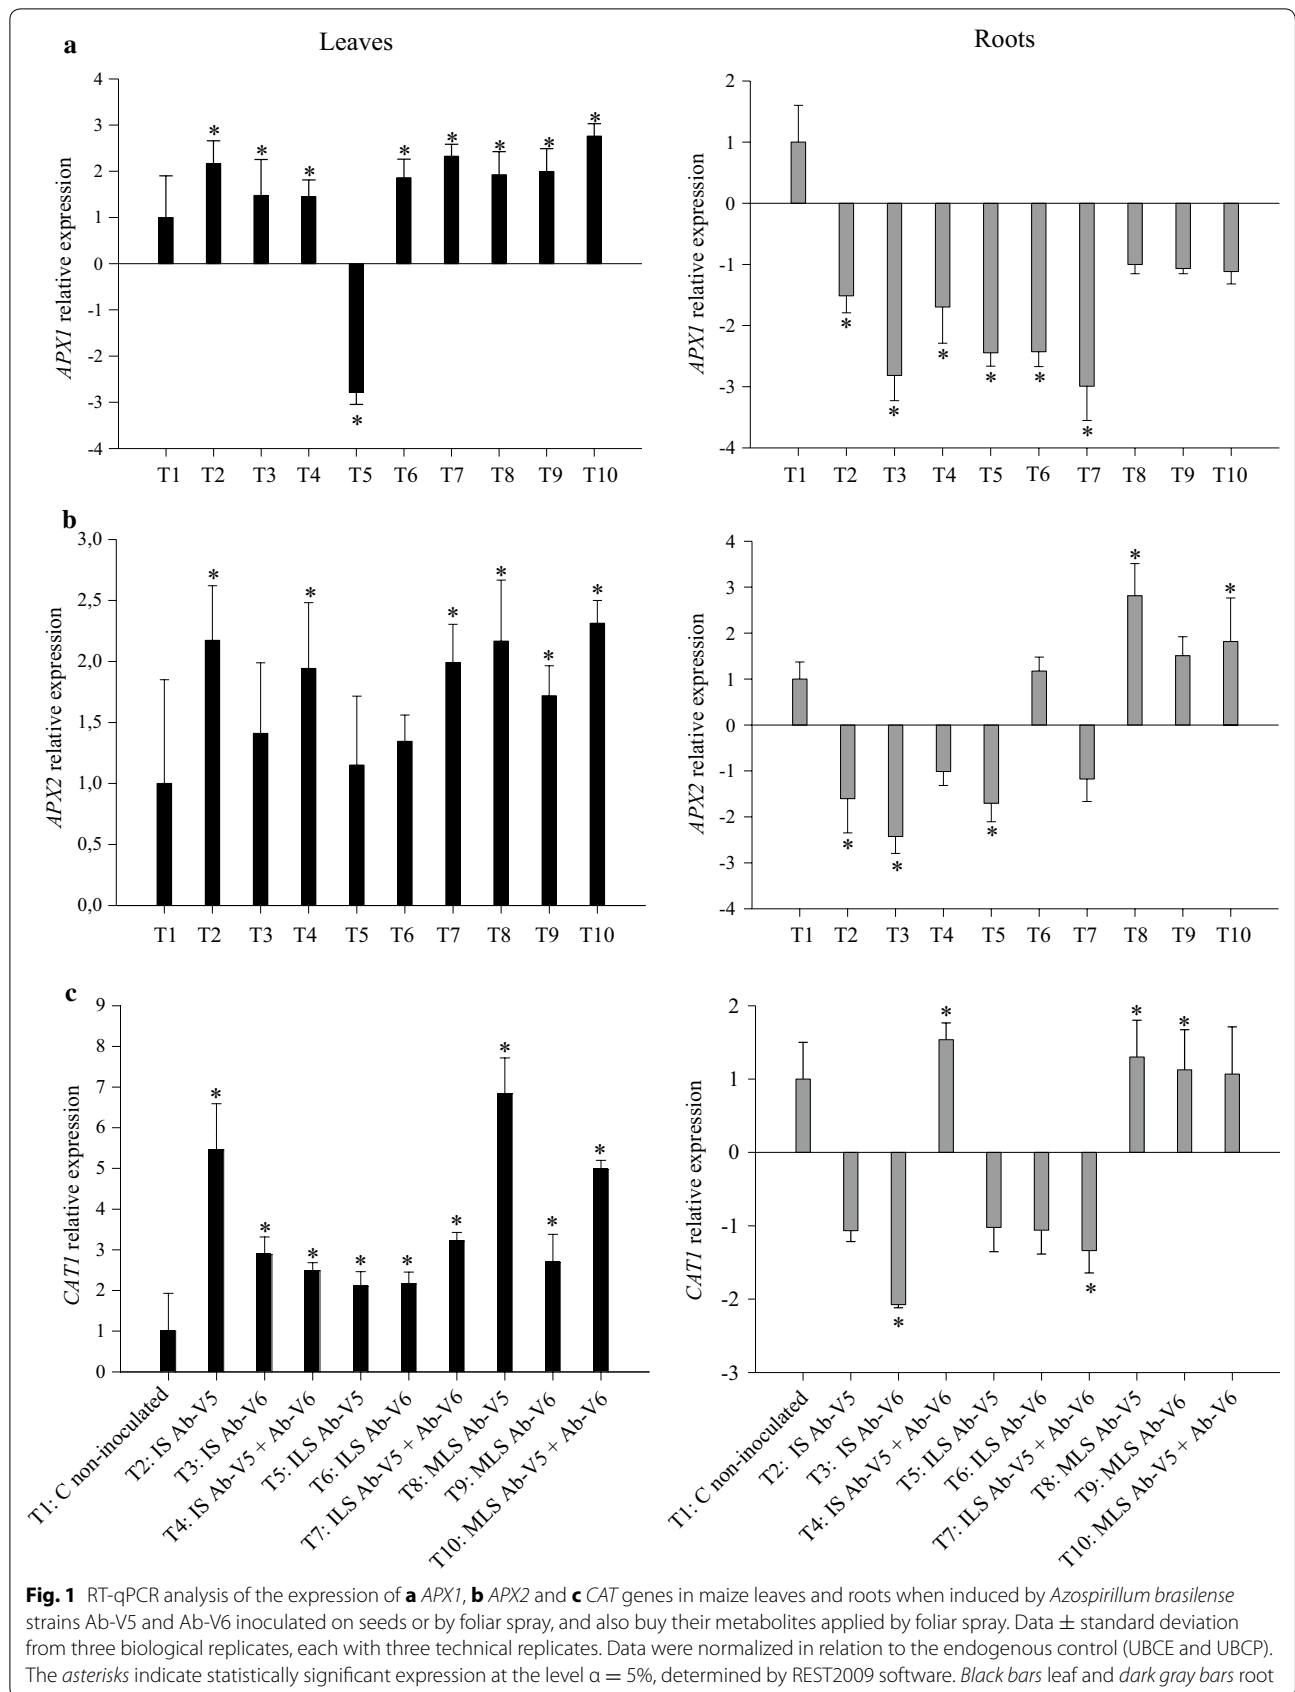 a
Leaves
Roots
4
3
2
1
0
-1
-2
-3
-4
APX1 relative expression
* * * * * * * * *
T1 T2 T3 T4 T5 T6 T7 T8 T9 T10
2
1
0
-1
-2
-3
-4
APX1 relative expression
* * * * * *
T1 T2 T3 T4 T5 T6 T7 T8 T9 T10
b
3,0
2,5
2,0
1,5
1,0
0,5
0,0
APX2 relative expression
* * * * * *
T1 T2 T3 T4 T5 T6 T7 T8 T9 T10
4
3
2
1
0
-1
-2
-3
-4
APX2 relative expression
* * * * *
T1 T2 T3 T4 T5 T6 T7 T8 T9 T10
c
9
8
7
6
5
4
3
2
1
0
CAT1 relative expression
* * * * * * * * *
T1: C non-inoculated
T2: IS Ab-V5
T3: IS Ab-V6
T4: IS Ab-V5 + Ab-V6
T5: ILS Ab-V5
T6: ILS Ab-V6
T7: ILS Ab-V5 + Ab-V6
T8: MLS Ab-V5
T9: MLS Ab-V6
T10: MLS Ab-V5 + Ab-V6
2
1
0
-1
-2
-3
CAT1 relative expression
* * * * *
T1: C non-inoculated
T2: IS Ab-V5
T3: IS Ab-V6
T4: IS Ab-V5 + Ab-V6
T5: ILS Ab-V5
T6: ILS Ab-V6
T7: ILS Ab-V5 + Ab-V6
T8: MLS Ab-V5
T9: MLS Ab-V6
T10: MLS Ab-V5 + Ab-V6
Fig. 1 RT-qPCR analysis of the expression of a APX1, b APX2 and c CAT genes in maize leaves and roots when induced by Azospirillum brasilense
strains Ab-V5 and Ab-V6 inoculated on seeds or by foliar spray, and also buy their metabolites applied by foliar spray. Data ± standard deviation
from three biological replicates, each with three technical replicates. Data were normalized in relation to the endogenous control (UBCE and UBCP).
The asterisks indicate statistically significant expression at the level α = 5%, determined by REST2009 software. Black bars leaf and dark gray bars root